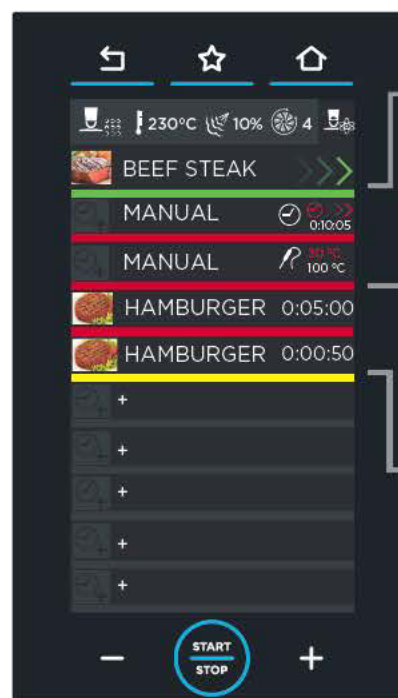 230°C 10% 4
BEEF STEAK
MANUAL 0:10:05
MANUAL 30 °C
100 °C
HAMBURGER 0:05:00
HAMBURGER 0:00:50
+
+
+
+
+
− START +
STOP